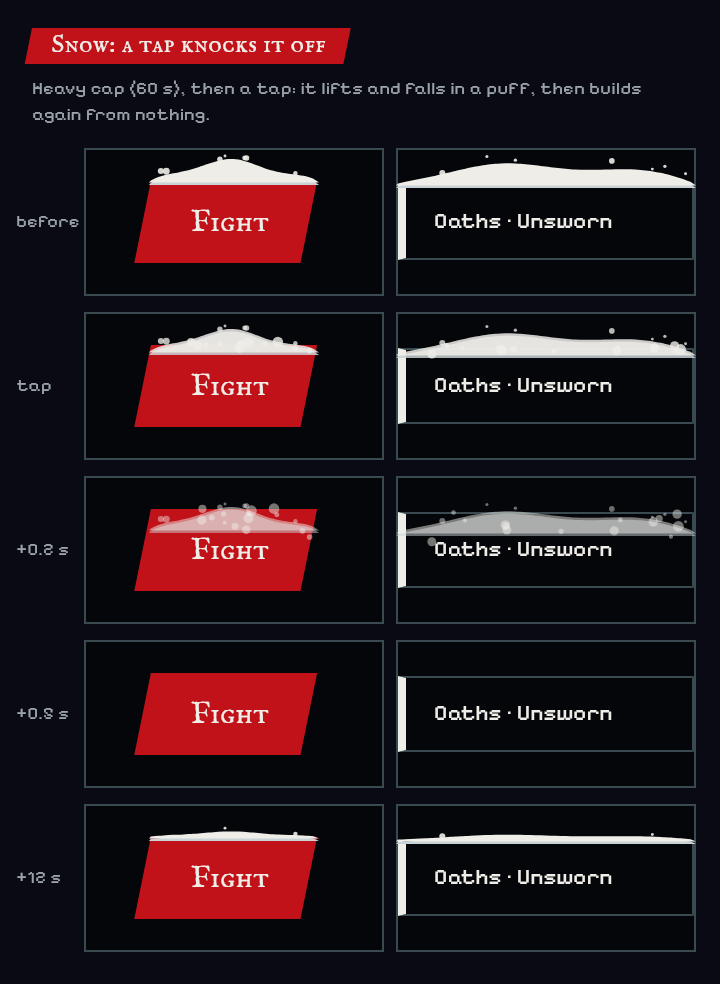 Snow: a tap knocks it off
Heavy cap (60 s), then a tap: it lifts and falls in a puff, then builds
again from nothing.
before
Fight
Oaths · Unsworn
tap
Fight
Oaths · Unsworn
+0.2 s
Fight
Oaths · Unsworn
+0.9 s
Fight
Oaths · Unsworn
+12 s
Fight
Oaths · Unsworn